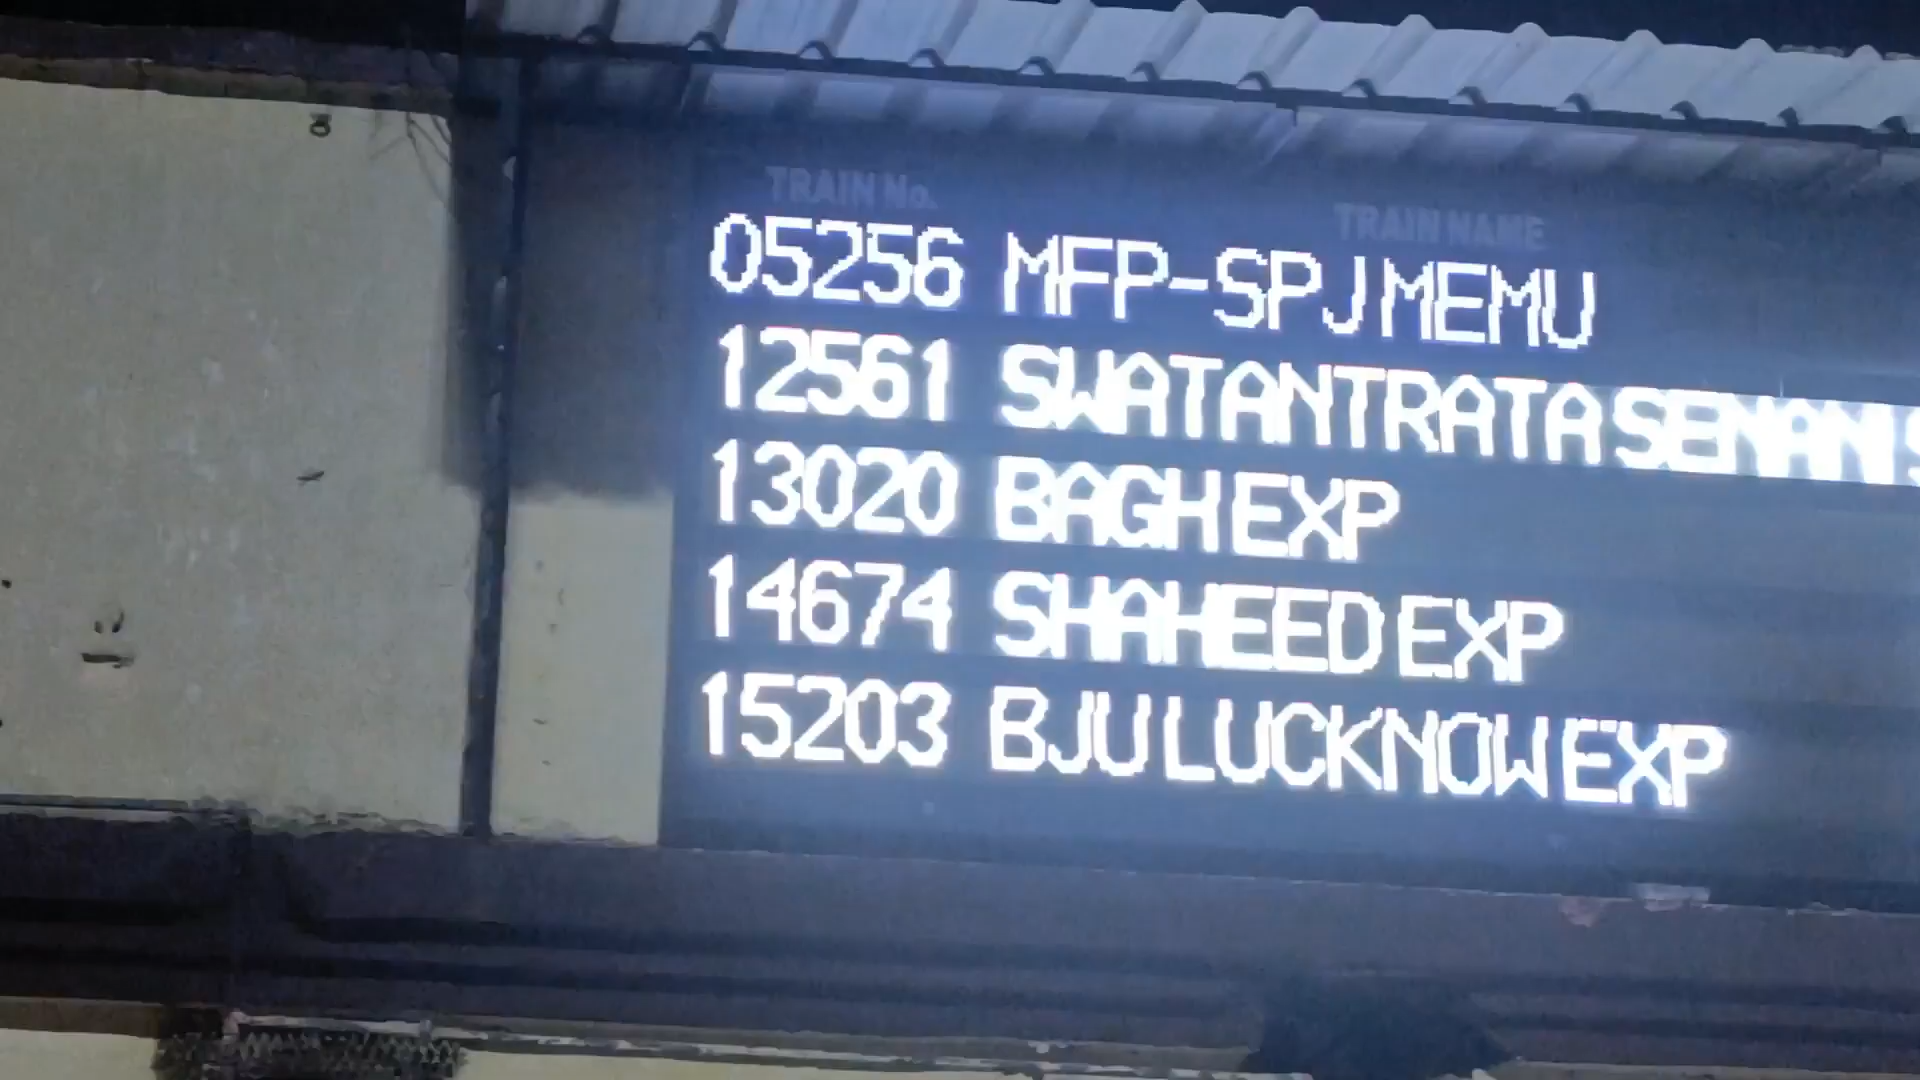 TRAIN No. TRAIN NAME
05256 MFP-SPJ MEMU
12561 SWATANTRATA SENANI S
13020 BAGH EXP
14674 SHAHEED EXP
15203 BJU LUCKNOW EXP